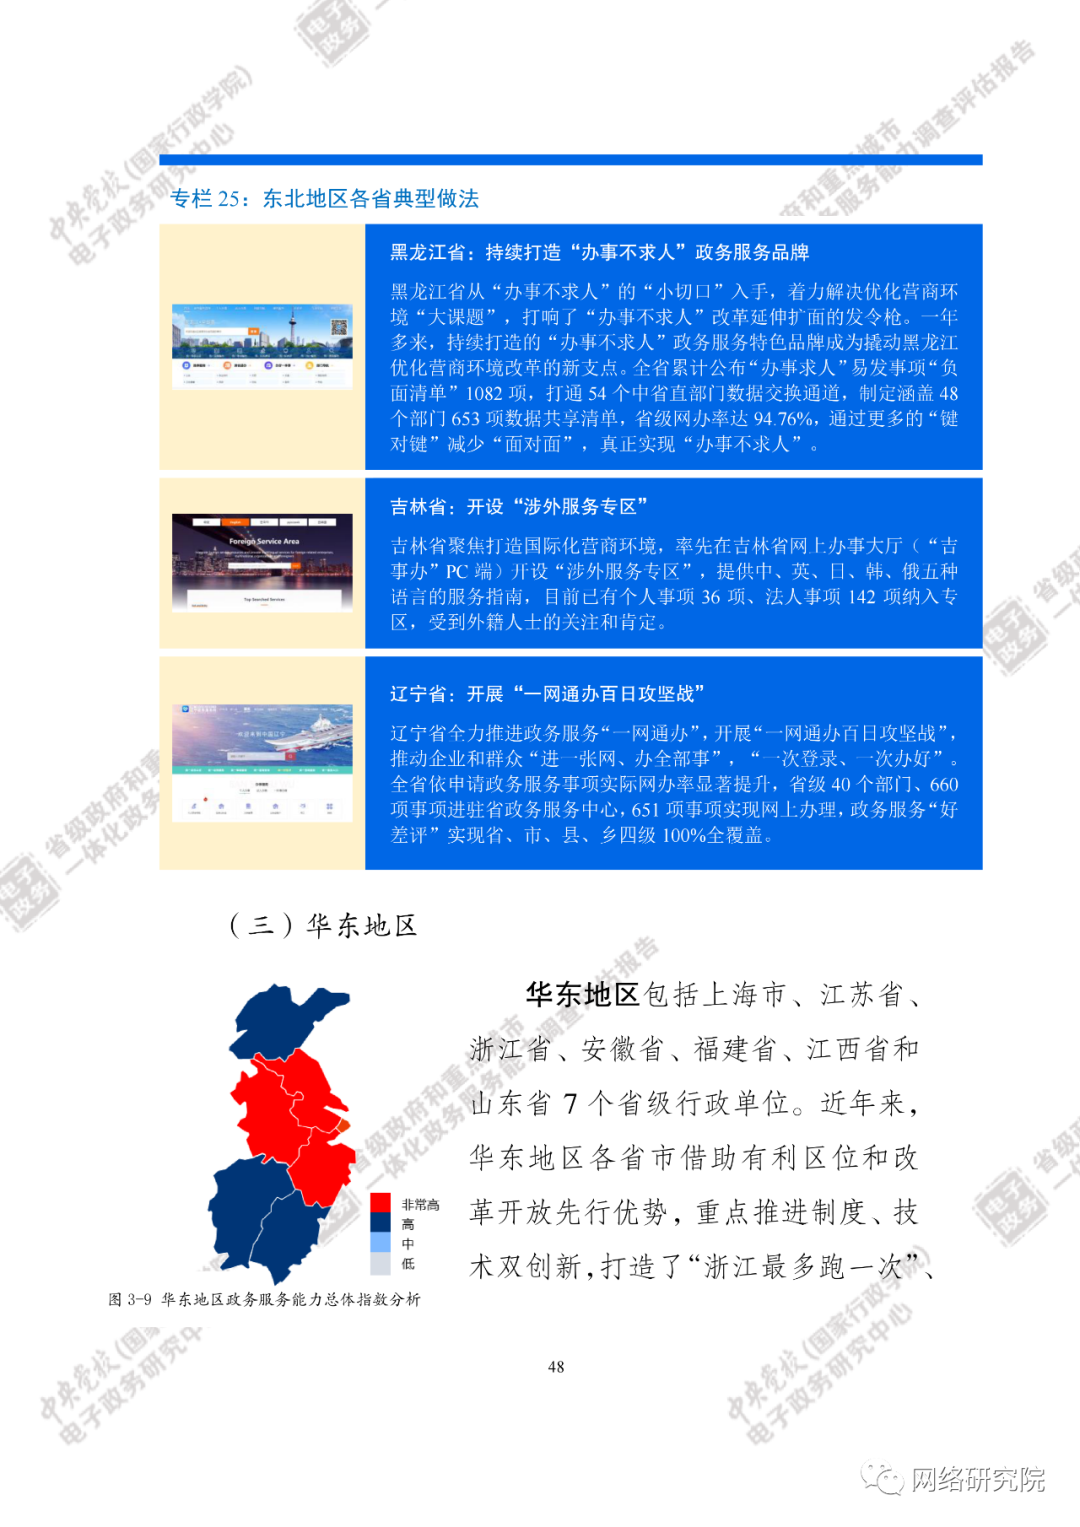 专栏 25：东北地区各省典型做法
黑龙江省：持续打造“办事不求人”政务服务品牌
黑龙江省从“办事不求人”的“小切口”入手，着力解决优化营商环
境“大课题”，打响了“办事不求人”改革延伸扩面的发令枪。一年
多来，持续打造的“办事不求人”政务服务特色品牌成为撬动黑龙江
优化营商环境改革的新支点。全省累计公布“办事求人”易发事项“负
面清单”1082 项，打通 54 个中省直部门数据交换通道，制定涵盖 48
个部门 653 项数据共享清单，省级网办率达 94.76%，通过更多的“键
对键”减少“面对面”，真正实现“办事不求人”。
吉林省：开设“涉外服务专区”
Foreign Service Area
Top Searched Services
吉林省聚焦打造国际化营商环境，率先在吉林省网上办事大厅（“吉
事办”PC 端）开设“涉外服务专区”，提供中、英、日、韩、俄五种
语言的服务指南，目前已有个人事项 36 项、法人事项 142 项纳入专
区，受到外籍人士的关注和肯定。
辽宁省：开展“一网通办百日攻坚战”
辽宁省全力推进政务服务“一网通办”，开展“一网通办百日攻坚战”，
推动企业和群众“进一张网、办全部事”，“一次登录、一次办好”。
全省依申请政务服务事项实际网办率显著提升，省级 40 个部门、660
项事项进驻省政务服务中心，651 项事项实现网上办理，政务服务“好
差评”实现省、市、县、乡四级 100%全覆盖。
（三）华东地区
华东地区包括上海市、江苏省、
浙江省、安徽省、福建省、江西省和
山东省 7 个省级行政单位。近年来，
华东地区各省市借助有利区位和改
革开放先行优势，重点推进制度、技
术双创新，打造了“浙江最多跑一次”、
非常高
高
中
低
图 3-9 华东地区政务服务能力总体指数分析
48
网络研究院
中央党校(国家行政学院)
电子政务研究中心
电子政务